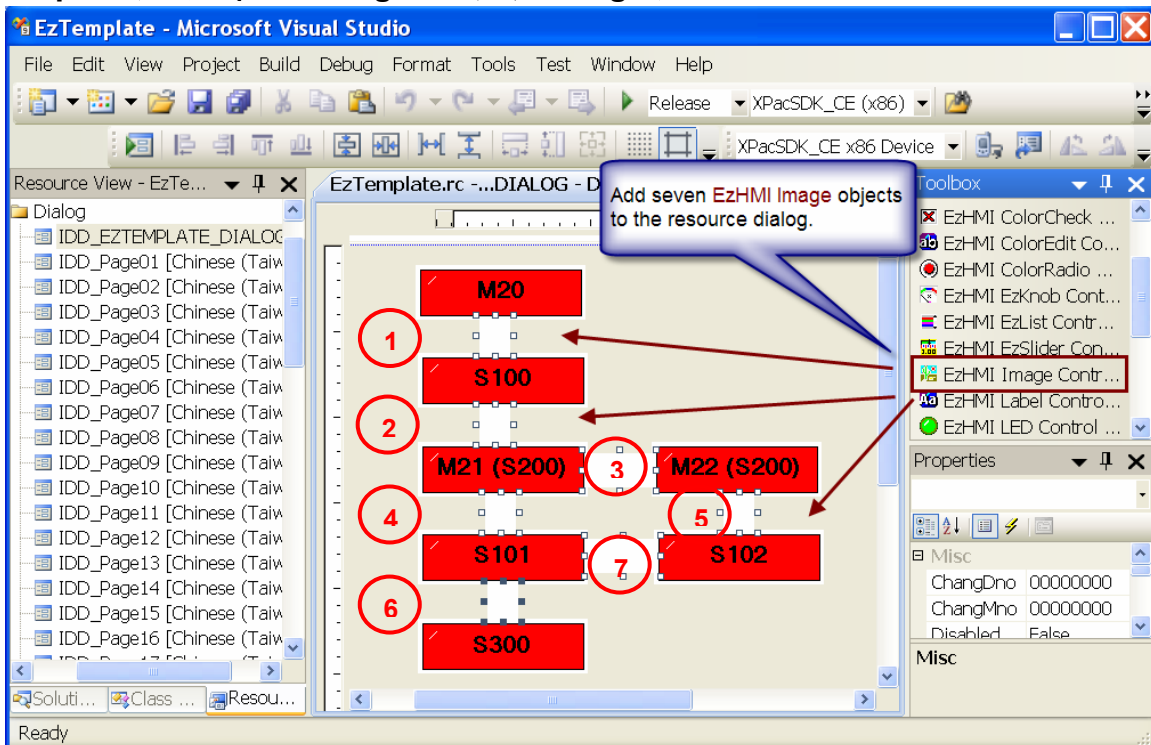 EzTemplate - Microsoft Visual Studio
File Edit View Project Build Debug Format Tools Test Window Help
Release XPacSDK_CE (x86)
XPacSDK_CE x86 Device
Resource View - EzTe...
EzTemplate.rc -...DIALOG - D
Toolbox
Add seven EzHMI Image objects
to the resource dialog.
Dialog
IDD_EZTEMPLATE_DIALOG
IDD_Page01 [Chinese (Taiw
IDD_Page02 [Chinese (Taiw
IDD_Page03 [Chinese (Taiw
IDD_Page04 [Chinese (Taiw
IDD_Page05 [Chinese (Taiw
IDD_Page06 [Chinese (Taiw
IDD_Page07 [Chinese (Taiw
IDD_Page08 [Chinese (Taiw
IDD_Page09 [Chinese (Taiw
IDD_Page10 [Chinese (Taiw
IDD_Page11 [Chinese (Taiw
IDD_Page12 [Chinese (Taiw
IDD_Page13 [Chinese (Taiw
IDD_Page14 [Chinese (Taiw
IDD_Page15 [Chinese (Taiw
IDD_Page16 [Chinese (Taiw
Soluti... Class ... Resou...
M20
1
S100
2
M21 (S200) 3 M22 (S200)
4 5
S101 7 S102
6
S300
EzHMI ColorCheck ...
EzHMI ColorEdit Co...
EzHMI ColorRadio ...
EzHMI EzKnob Cont...
EzHMI EzList Contr...
EzHMI EzSlider Con...
EzHMI Image Contr...
EzHMI Label Contro...
EzHMI LED Control ...
Properties
Misc
ChangDno 00000000
ChangMno 00000000
Disabled False
Misc
Ready